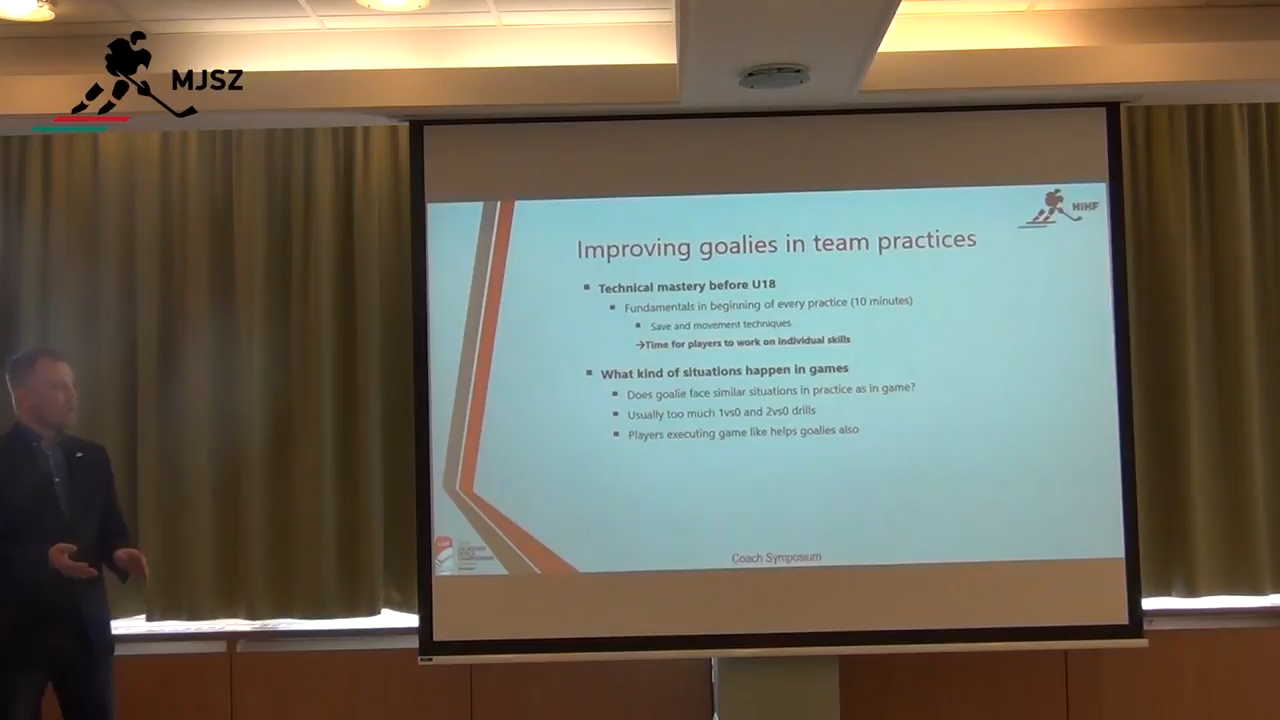 MJSZ
HIHF
Improving goalies in team practices
Technical mastery before U18
Fundamentals in beginning of every practice (10 minutes)
Save and movement techniques
→Time for players to work on individual skills
What kind of situations happen in games
Does goalie face similar situations in practice as in game?
Usually too much 1vs0 and 2vs0 drills
Players executing game like helps goalies also
Coach Symposium